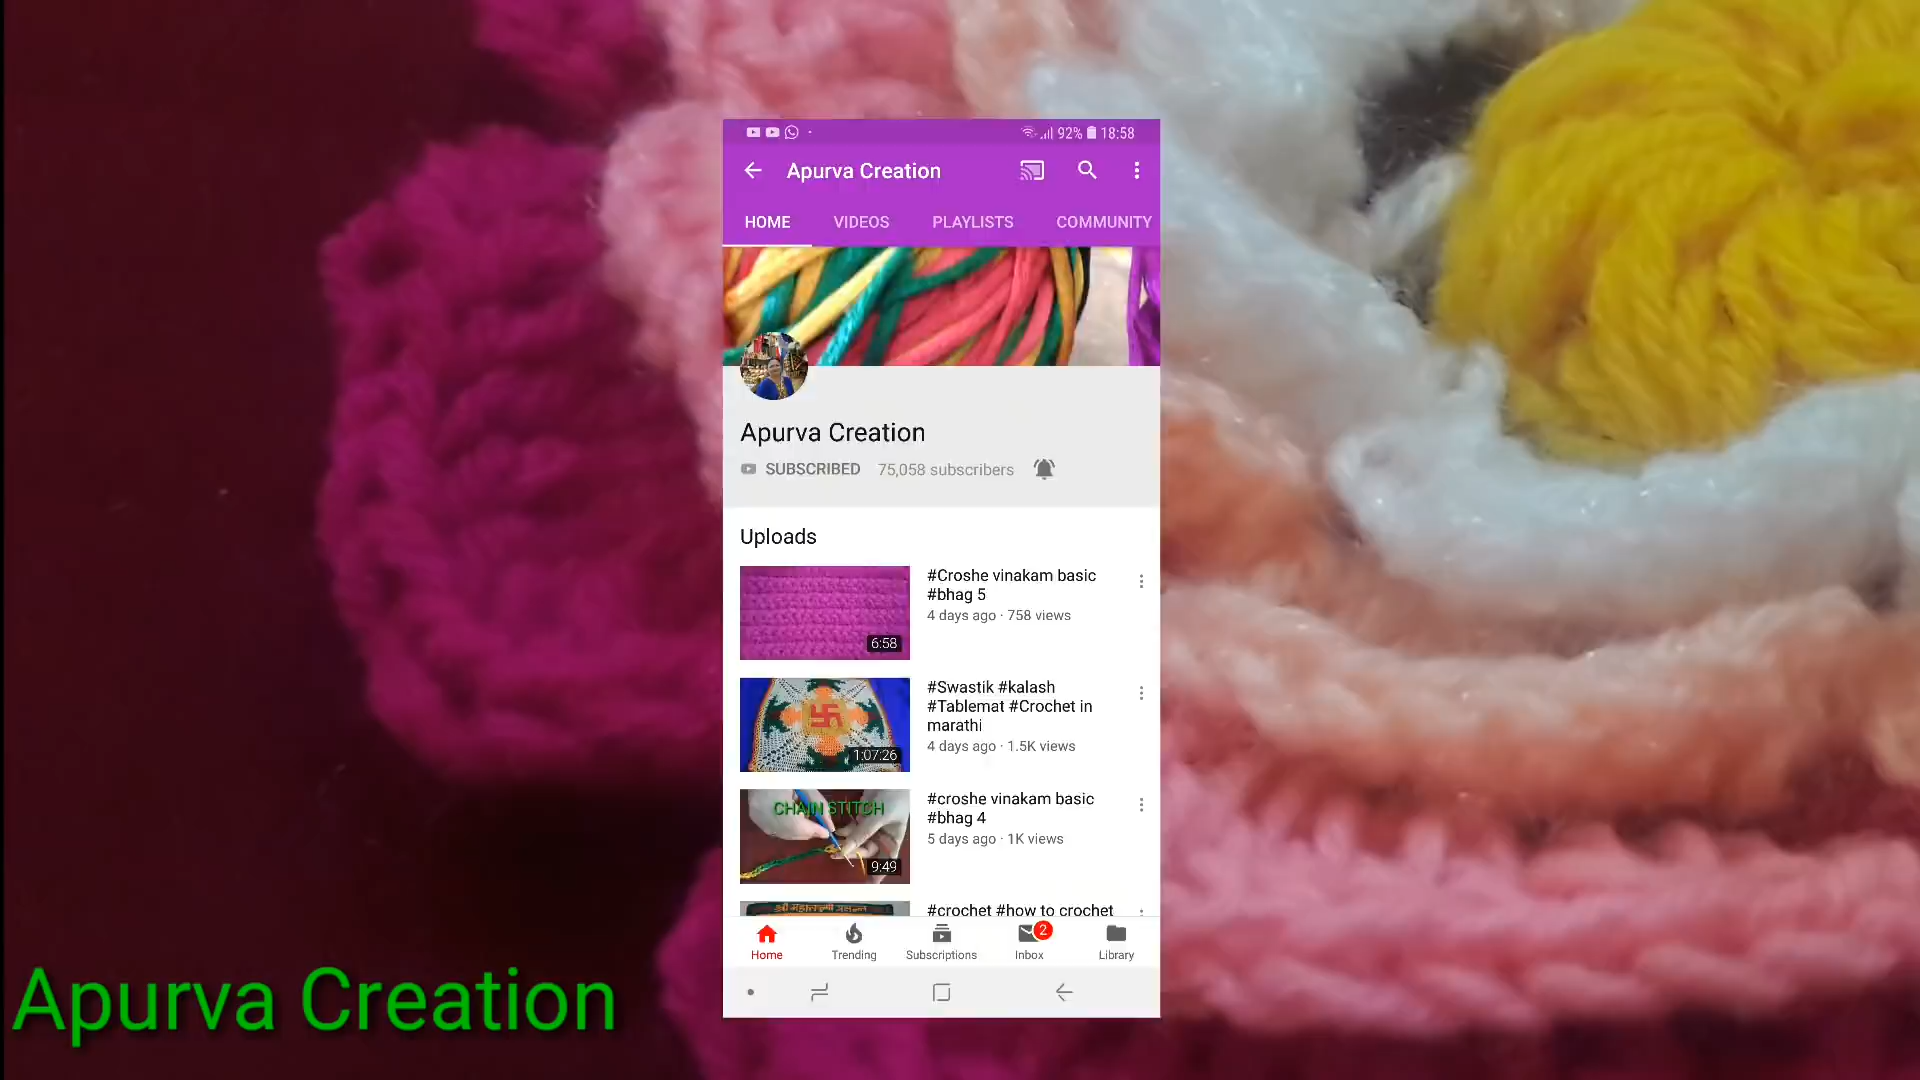 92% 18:58
Apurva Creation
HOME VIDEOS PLAYLISTS COMMUNITY
Apurva Creation
SUBSCRIBED 75,058 subscribers
Uploads
#Croshe vinakam basic
#bhag 5
4 days ago · 758 views
6:58
#Swastik #kalash
#Tablemat #Crochet in
marathi
4 days ago · 1.5K views
1:07:26
CHAIN STITCH
#croshe vinakam basic
#bhag 4
5 days ago · 1K views
9:49
#crochet #how to crochet
2
Home Trending Subscriptions Inbox Library
Apurva Creation